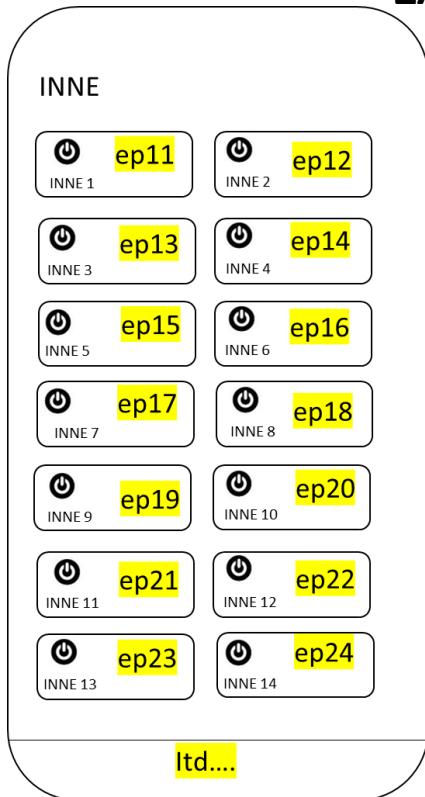 INNE
ep11 ep12
INNE 1 INNE 2
ep13 ep14
INNE 3 INNE 4
ep15 ep16
INNE 5 INNE 6
ep17 ep18
INNE 7 INNE 8
ep19 ep20
INNE 9 INNE 10
ep21 ep22
INNE 11 INNE 12
ep23 ep24
INNE 13 INNE 14
Itd....